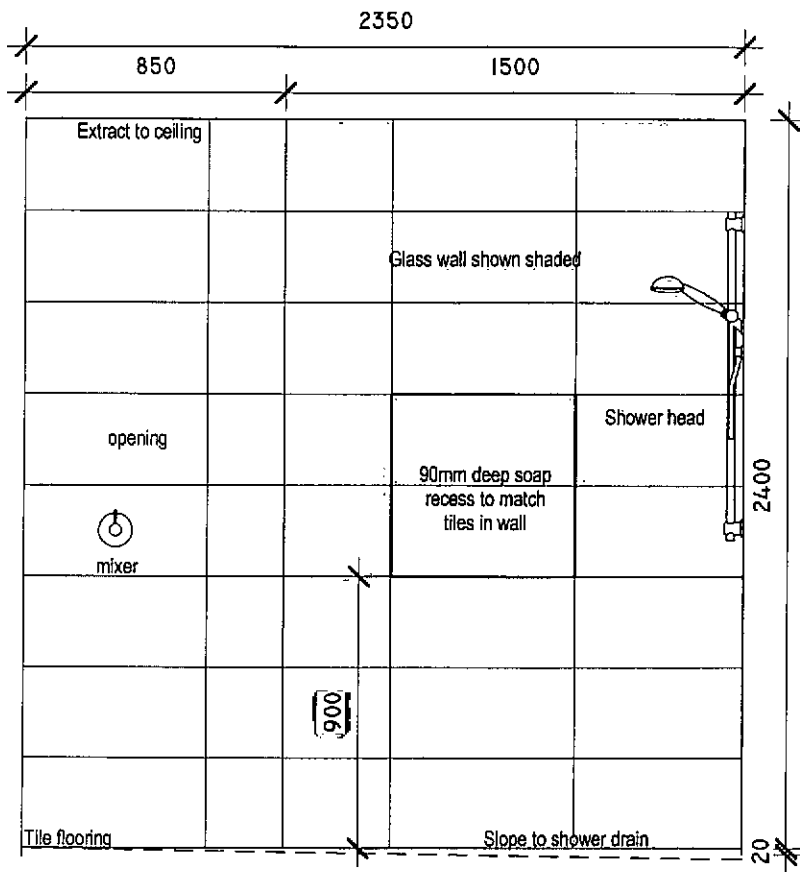 2350
850
1500
Extract to ceiling
Glass wall shown shaded
Shower head
opening
90mm deep soap
recess to match
tiles in wall
2400
mixer
900
Tile flooring
Slope to shower drain
20